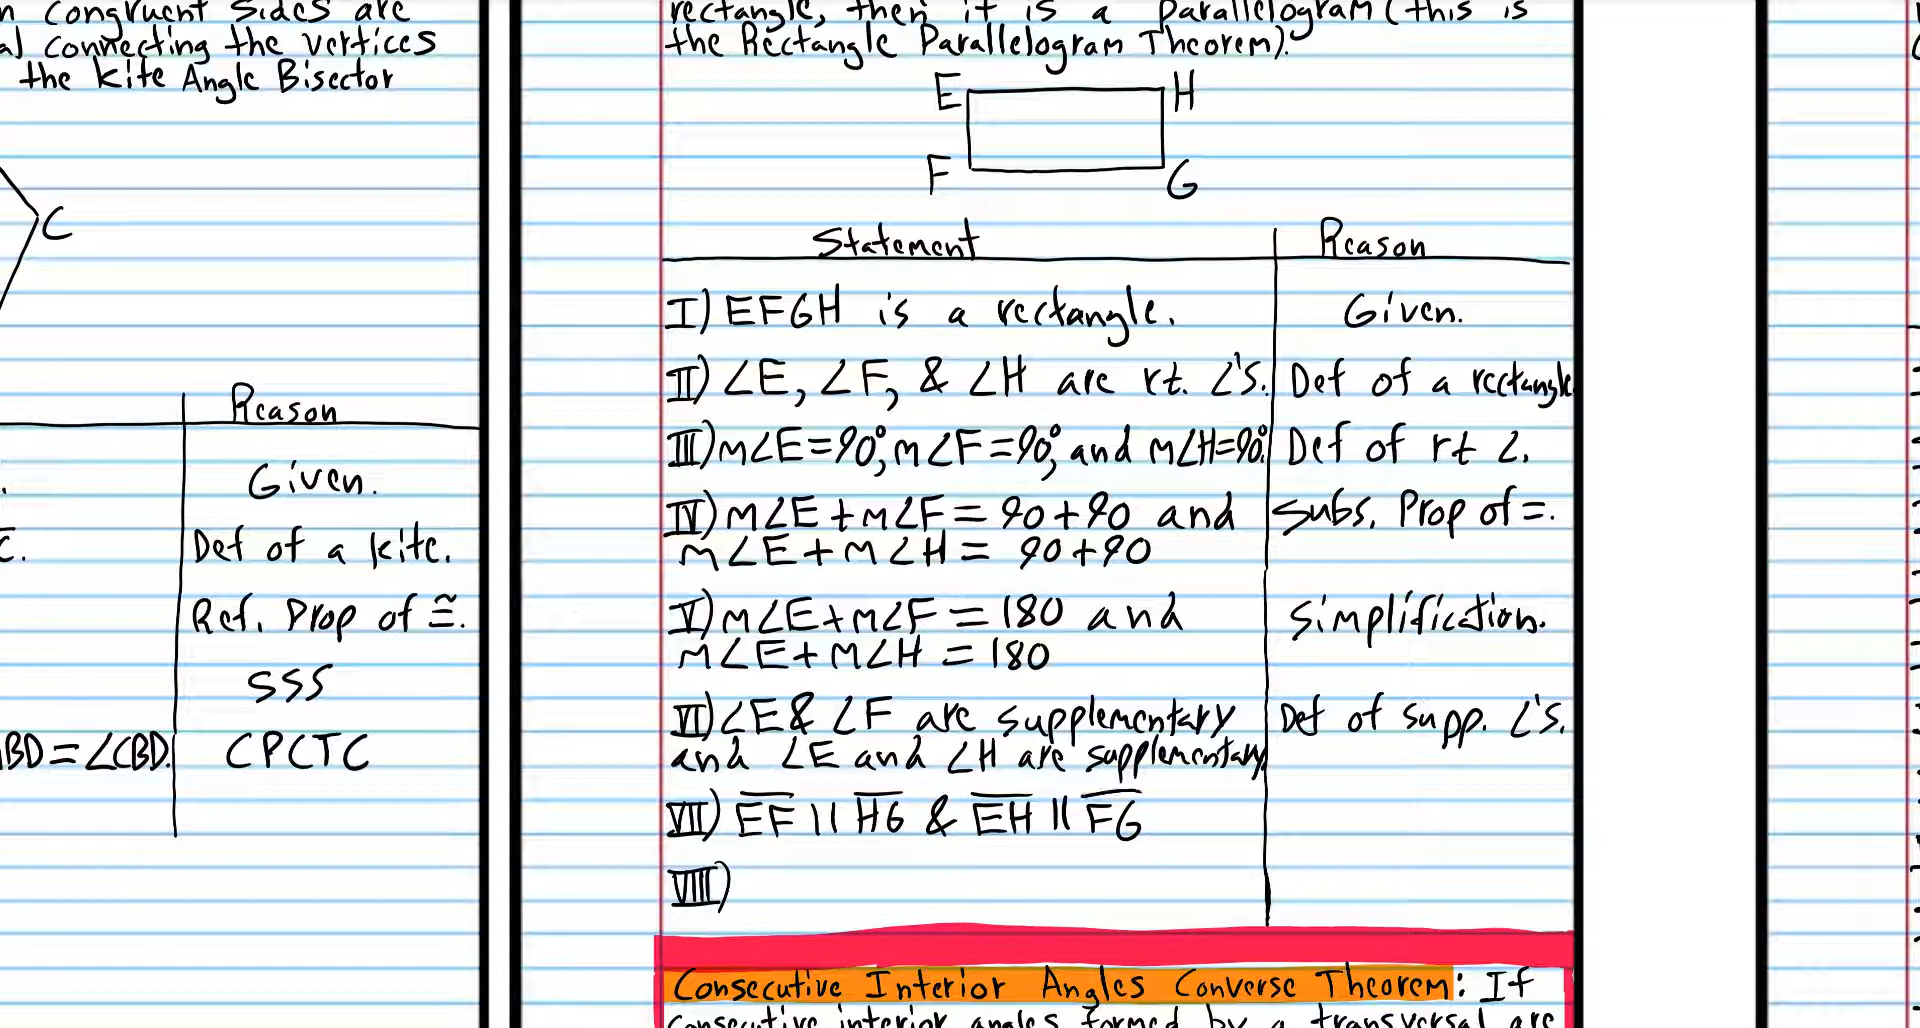 n congruent sides are
al connecting the vertices
the kite Angle Bisector
C
Reason
Given.
Def of a kite.
Ref. Prop of ≅.
SSS
BD = ∠CBD.
CPCTC
rectangle, then it is a parallelogram (this is
the Rectangle Parallelogram Theorem).
E H
F G
Statement Reason
I) EFGH is a rectangle. Given.
II) ∠E, ∠F, & ∠H are rt. ∠'s. Def of a rectangle
III) m∠E=90°, m∠F=90°, and m∠H=90°. Def of rt ∠.
IV) m∠E + m∠F = 90+90 and Subs. Prop of =.
m∠E + m∠H = 90+90
V) m∠E + m∠F = 180 and Simplification.
m∠E + m∠H = 180
VI) ∠E & ∠F are supplementary Def of supp. ∠'s.
and ∠E and ∠H are supplementary
VII) EF || HG & EH || FG
VIII)
Consecutive Interior Angles Converse Theorem: If
consecutive interior angles formed by a transversal are